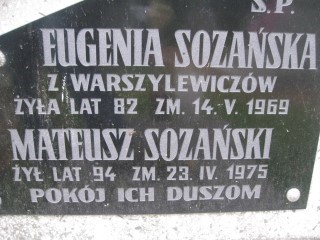 Ś.P.
EUGENIA SOZAŃSKA
Z WARSZYLEWICZÓW
ŻYŁA LAT 82 ZM. 14. V. 1969
MATEUSZ SOZAŃSKI
ŻYŁ LAT 94 ZM. 23. IV. 1975
POKÓJ ICH DUSZOM